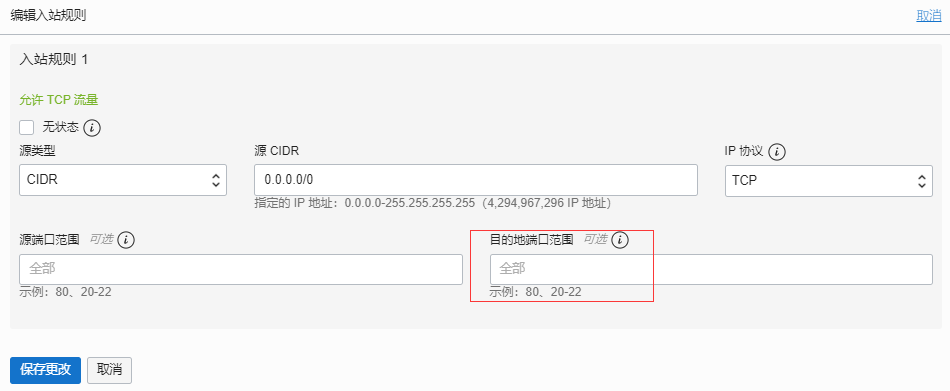 编辑入站规则 取消
入站规则 1
允许 TCP 流量
无状态 i
源类型 源 CIDR IP 协议 i
CIDR 0.0.0.0/0 TCP
指定的 IP 地址：0.0.0.0-255.255.255.255（4,294,967,296 IP 地址）
源端口范围 可选 i 目的地端口范围 可选 i
全部 全部
示例：80、20-22 示例：80、20-22
保存更改 取消